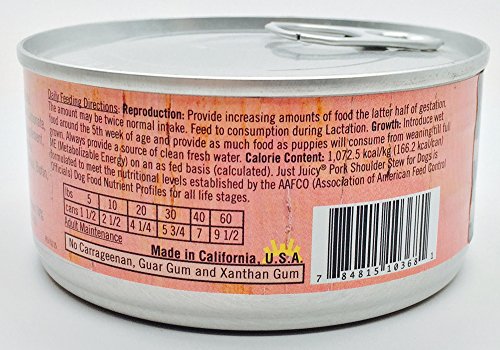 Daily Feeding Directions: Reproduction: Provide increasing amounts of food the latter half of gestation.
The amount may be twice normal intake. Feed to consumption during Lactation. Growth: Introduce wet
food around the 5th week of age and provide as much food as puppies will consume from weaning/till full
grown. Always provide a source of clean fresh water. Calorie Content: 1,072.5 kcal/kg (166.2 kcal/can)
ME (Metabolizable Energy) on an as fed basis (calculated). Just Juicy® Pork Shoulder Stew for Dogs is
formulated to meet the nutritional levels established by the AAFCO (Association of American Feed Control
Officials) Dog Food Nutrient Profiles for all life stages.
lbs 5 10 20 30 40 60
cans 1 1/2 2 1/2 4 1/4 5 3/4 7 9 1/2
Adult Maintenance
Made in California, U.S.A.
No Carrageenan, Guar Gum and Xanthan Gum
7 84815 10368 1